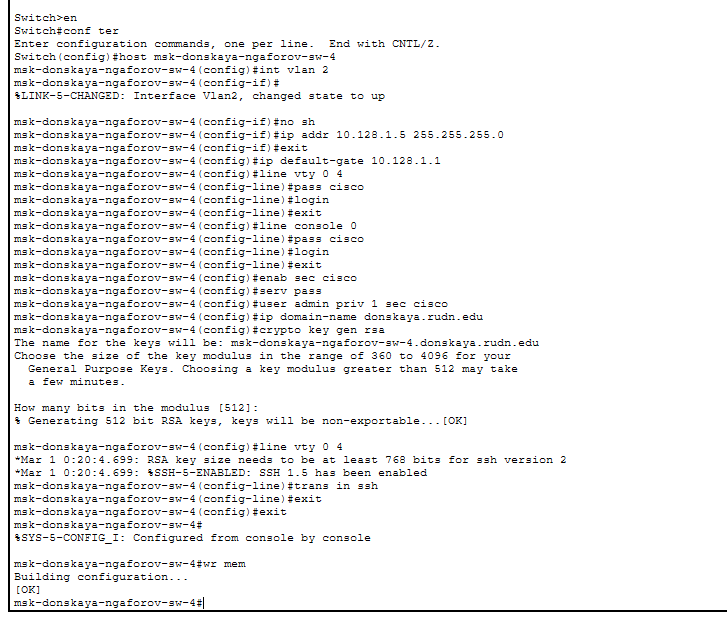 Switch>en
Switch#conf ter
Enter configuration commands, one per line.  End with CNTL/Z.
Switch(config)#host msk-donskaya-ngaforov-sw-4
msk-donskaya-ngaforov-sw-4(config)#int vlan 2
msk-donskaya-ngaforov-sw-4(config-if)#
%LINK-5-CHANGED: Interface Vlan2, changed state to up
msk-donskaya-ngaforov-sw-4(config-if)#no sh
msk-donskaya-ngaforov-sw-4(config-if)#ip addr 10.128.1.5 255.255.255.0
msk-donskaya-ngaforov-sw-4(config-if)#exit
msk-donskaya-ngaforov-sw-4(config)#ip default-gate 10.128.1.1
msk-donskaya-ngaforov-sw-4(config)#line vty 0 4
msk-donskaya-ngaforov-sw-4(config-line)#pass cisco
msk-donskaya-ngaforov-sw-4(config-line)#login
msk-donskaya-ngaforov-sw-4(config-line)#exit
msk-donskaya-ngaforov-sw-4(config)#line console 0
msk-donskaya-ngaforov-sw-4(config-line)#pass cisco
msk-donskaya-ngaforov-sw-4(config-line)#login
msk-donskaya-ngaforov-sw-4(config-line)#exit
msk-donskaya-ngaforov-sw-4(config)#enab sec cisco
msk-donskaya-ngaforov-sw-4(config)#serv pass
msk-donskaya-ngaforov-sw-4(config)#user admin priv 1 sec cisco
msk-donskaya-ngaforov-sw-4(config)#ip domain-name donskaya.rudn.edu
msk-donskaya-ngaforov-sw-4(config)#crypto key gen rsa
The name for the keys will be: msk-donskaya-ngaforov-sw-4.donskaya.rudn.edu
Choose the size of the key modulus in the range of 360 to 4096 for your
  General Purpose Keys. Choosing a key modulus greater than 512 may take
  a few minutes.
How many bits in the modulus [512]:
% Generating 512 bit RSA keys, keys will be non-exportable...[OK]
msk-donskaya-ngaforov-sw-4(config)#line vty 0 4
*Mar 1 0:20:4.699: RSA key size needs to be at least 768 bits for ssh version 2
*Mar 1 0:20:4.699: %SSH-5-ENABLED: SSH 1.5 has been enabled
msk-donskaya-ngaforov-sw-4(config-line)#trans in ssh
msk-donskaya-ngaforov-sw-4(config-line)#exit
msk-donskaya-ngaforov-sw-4(config)#exit
msk-donskaya-ngaforov-sw-4#
%SYS-5-CONFIG_I: Configured from console by console
msk-donskaya-ngaforov-sw-4#wr mem
Building configuration...
[OK]
msk-donskaya-ngaforov-sw-4#